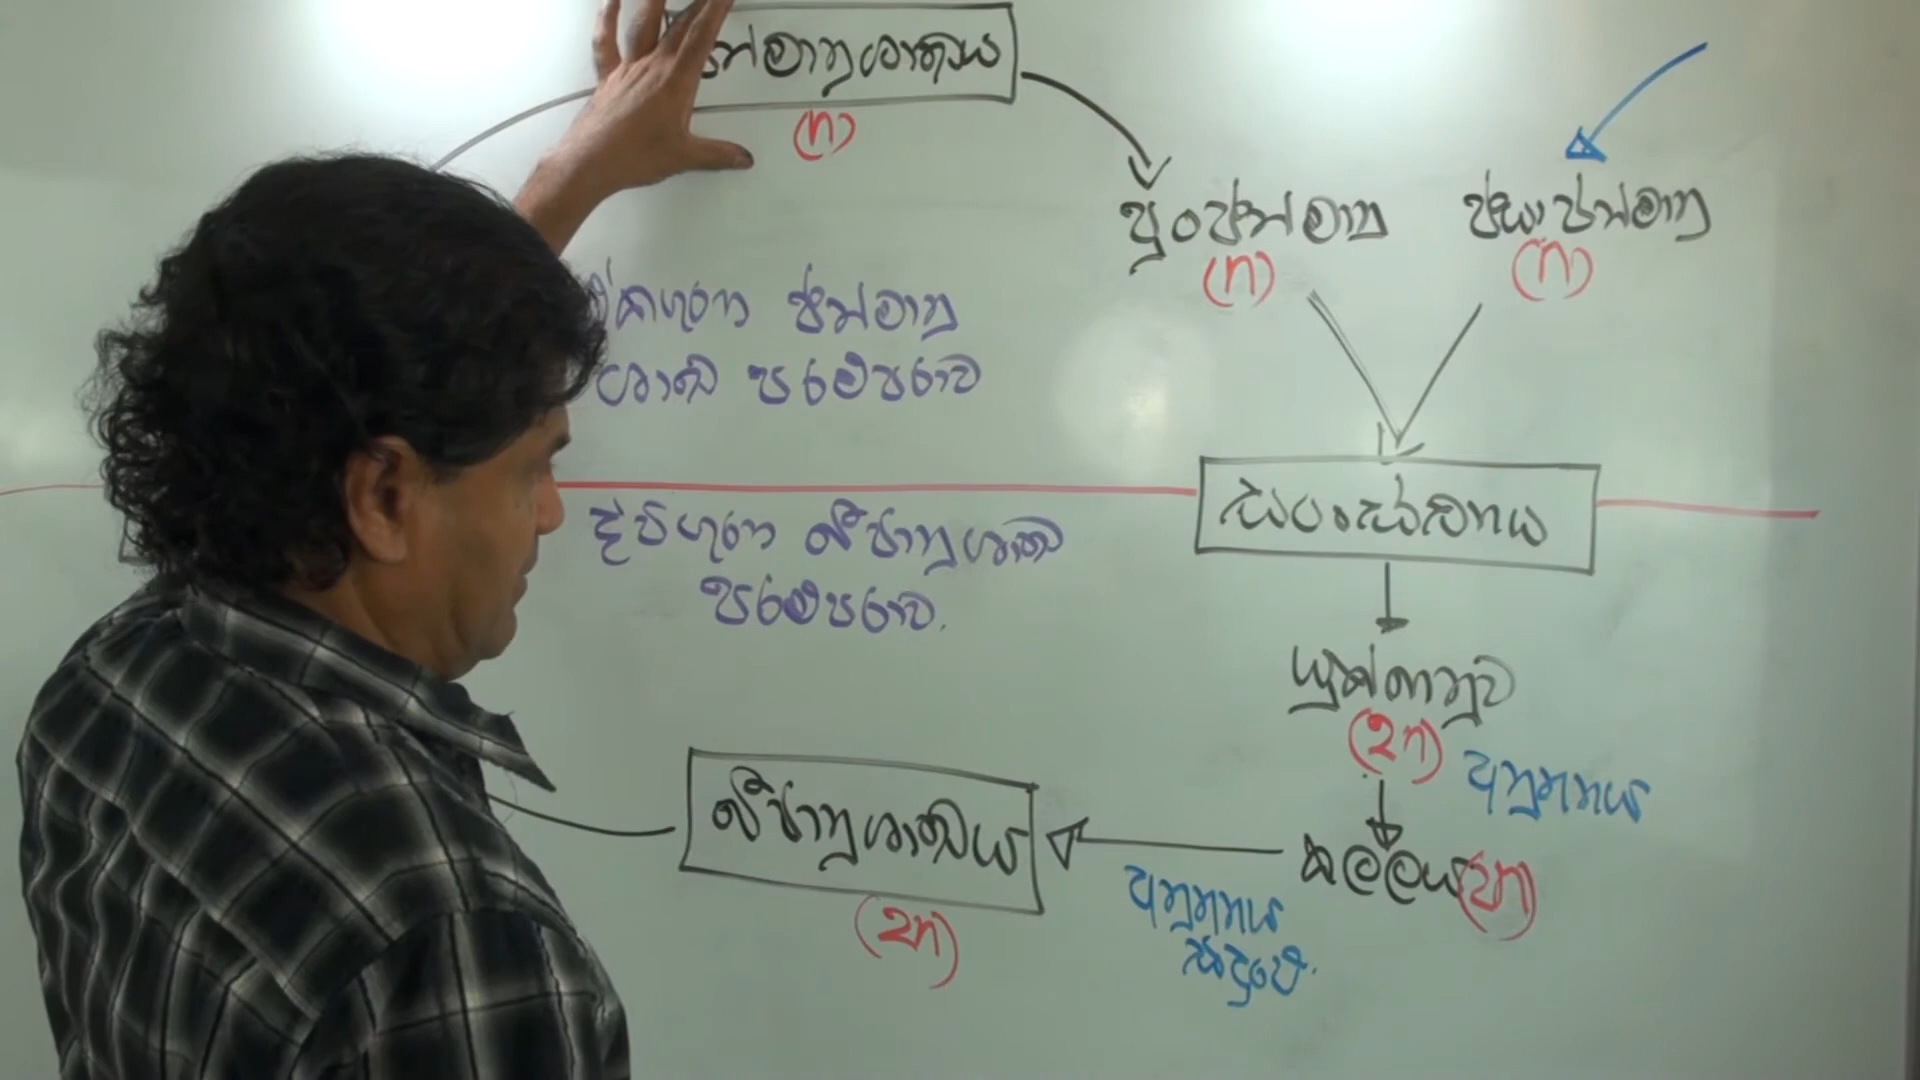 ජන්මානුශාකය
(n)
පුංජන්මාණු
(n)
ජායාජන්මාණු
(n)
ඒකගුණ ජන්මාණු
ශාක පරම්පරාව
ද්විගුණ බීජානුශාක
පරම්පරාව.
සංසේචනය
යුක්තාණුව
(2n)
අනූනනය
කලලය (2n)
අනූනනය
සිදුවේ.
බීජානුශාකය
(2n)